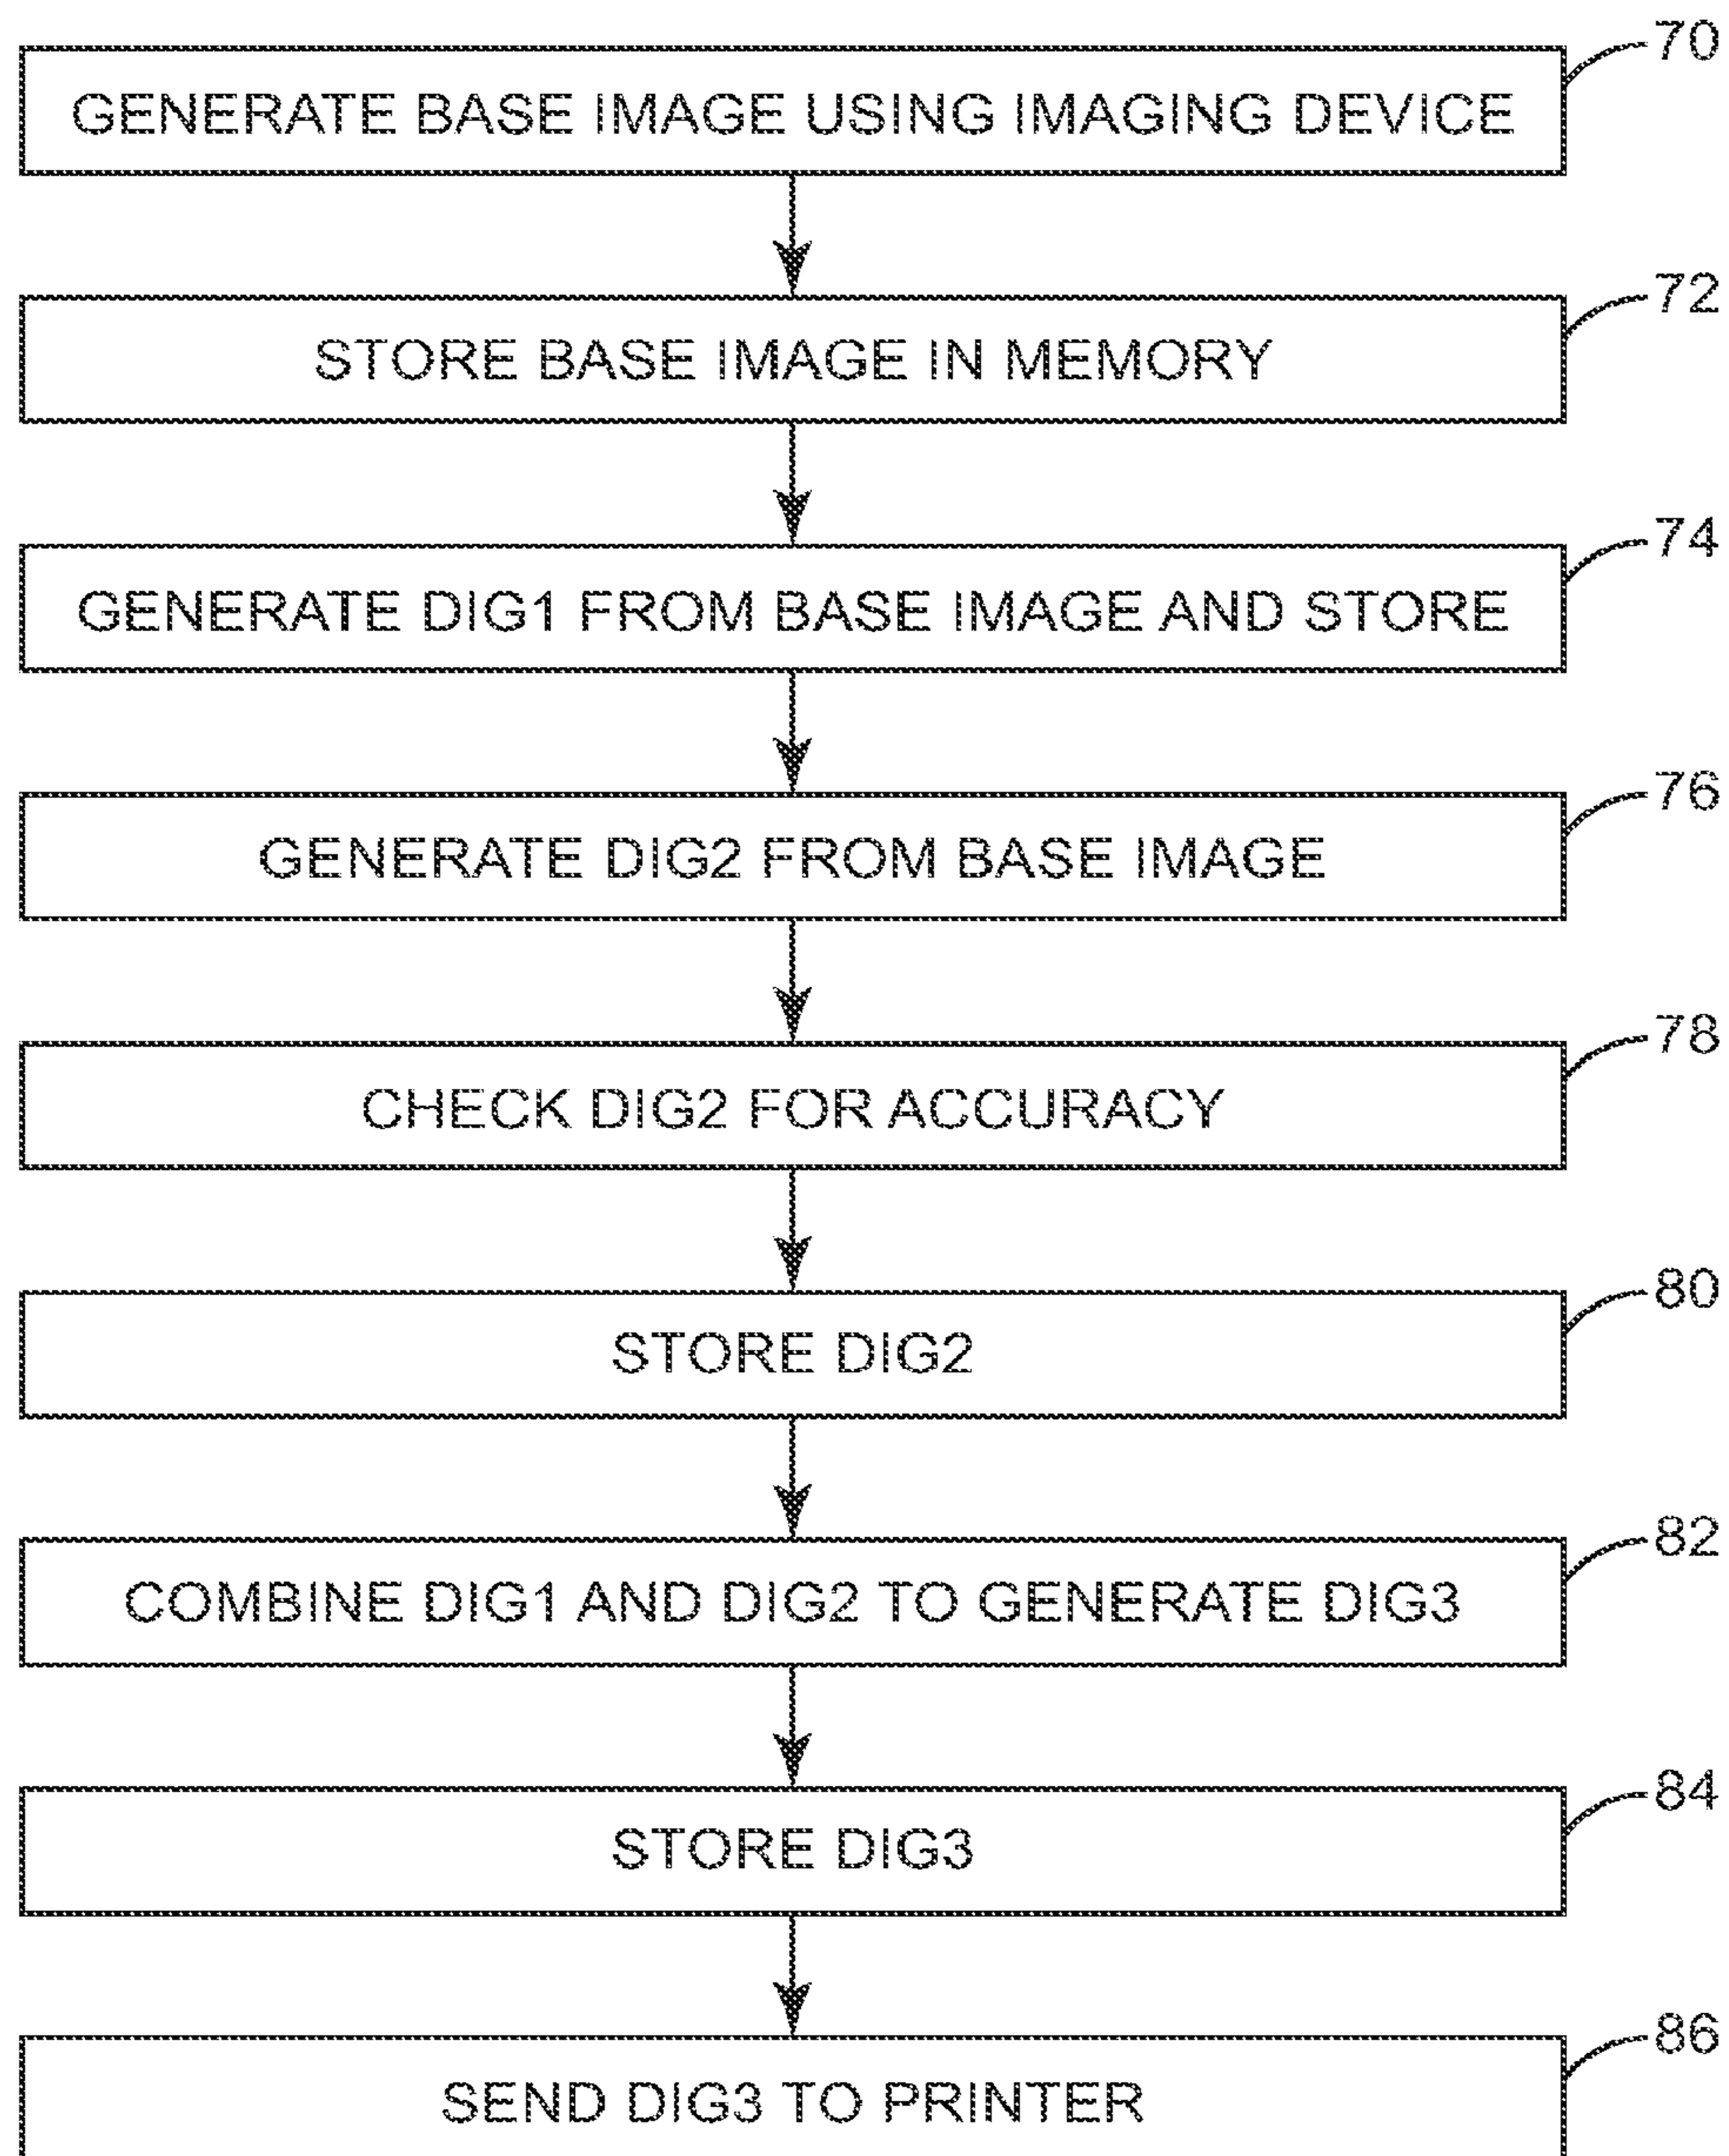 70
GENERATE BASE IMAGE USING IMAGING DEVICE
72
STORE BASE IMAGE IN MEMORY
74
GENERATE DIG1 FROM BASE IMAGE AND STORE
76
GENERATE DIG2 FROM BASE IMAGE
78
CHECK DIG2 FOR ACCURACY
80
STORE DIG2
82
COMBINE DIG1 AND DIG2 TO GENERATE DIG3
84
STORE DIG3
86
SEND DIG3 TO PRINTER